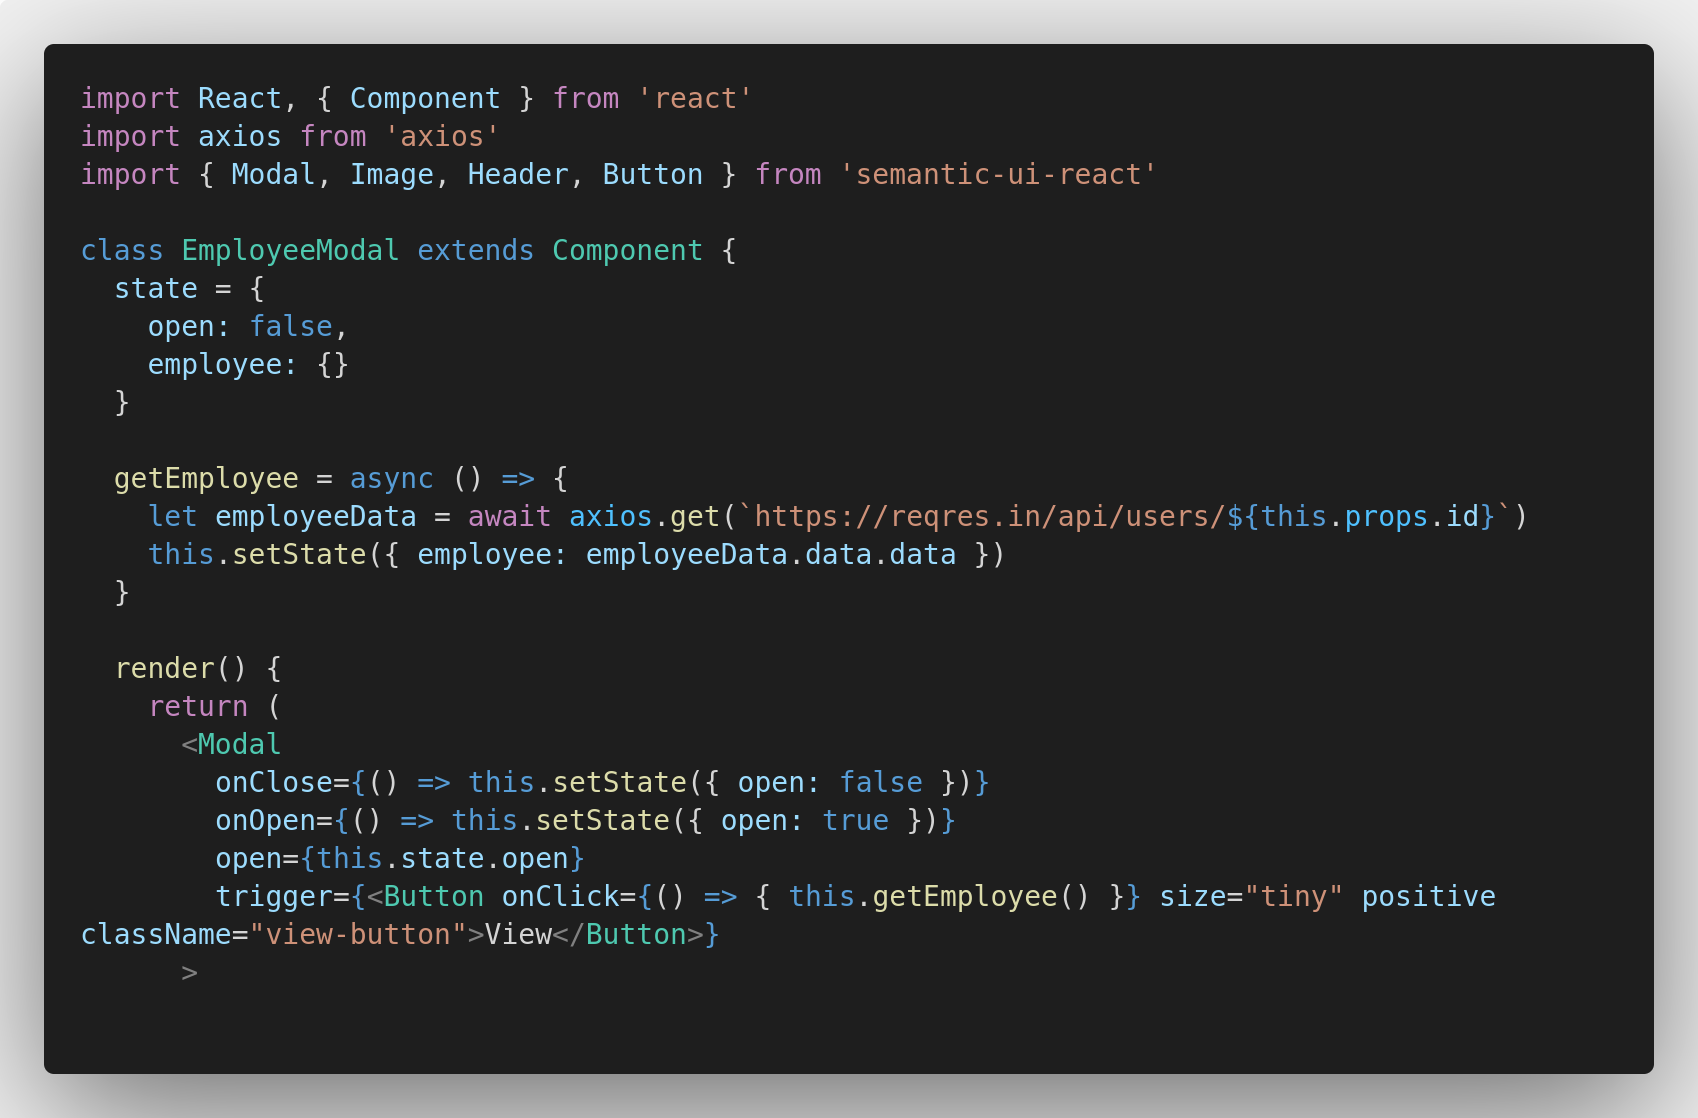 import React, { Component } from 'react'
import axios from 'axios'
import { Modal, Image, Header, Button } from 'semantic-ui-react'

class EmployeeModal extends Component {
  state = {
    open: false,
    employee: {}
  }

  getEmployee = async () => {
    let employeeData = await axios.get(`https://reqres.in/api/users/${this.props.id}`)
    this.setState({ employee: employeeData.data.data })
  }

  render() {
    return (
      <Modal
        onClose={() => this.setState({ open: false })}
        onOpen={() => this.setState({ open: true })}
        open={this.state.open}
        trigger={<Button onClick={() => { this.getEmployee() }} size="tiny" positive
className="view-button">View</Button>}
      >